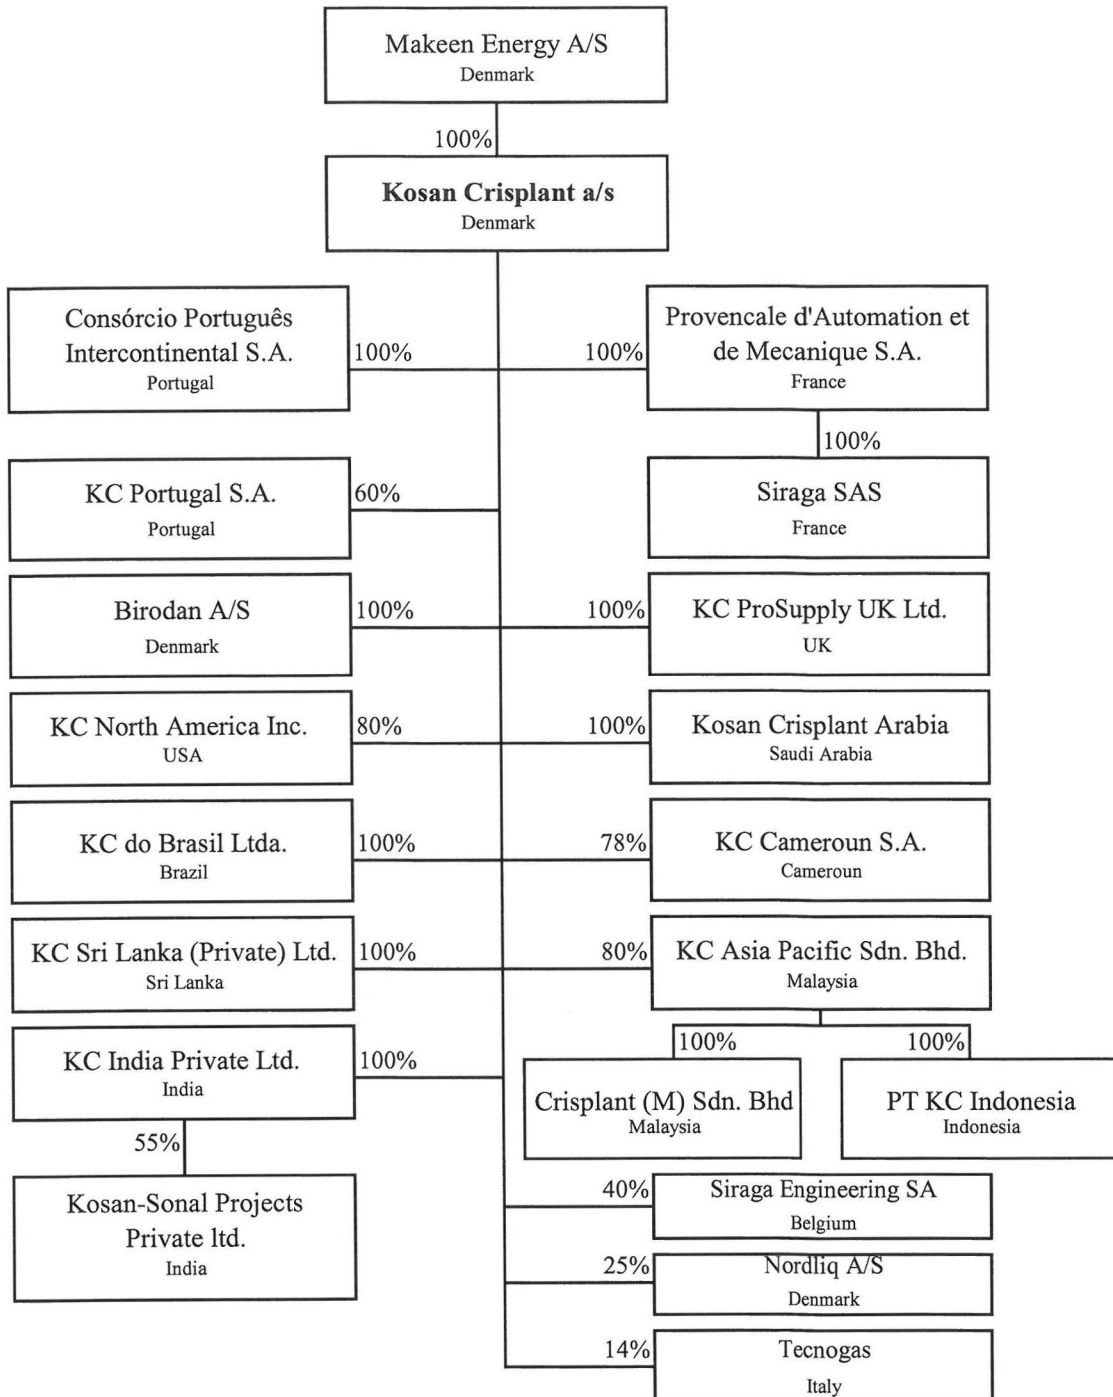 Makeen Energy A/S
Denmark
100%
Kosan Crisplant a/s
Denmark
Consórcio Português
Intercontinental S.A.
Portugal
100%
100%
Provencale d'Automation et
de Mecanique S.A.
France
100%
KC Portugal S.A.
Portugal
60%
Siraga SAS
France
Birodan A/S
Denmark
100%
100%
KC ProSupply UK Ltd.
UK
KC North America Inc.
USA
80%
100%
Kosan Crisplant Arabia
Saudi Arabia
KC do Brasil Ltda.
Brazil
100%
78%
KC Cameroun S.A.
Cameroun
KC Sri Lanka (Private) Ltd.
Sri Lanka
100%
80%
KC Asia Pacific Sdn. Bhd.
Malaysia
KC India Private Ltd.
India
100%
100%
Crisplant (M) Sdn. Bhd
Malaysia
100%
PT KC Indonesia
Indonesia
55%
Kosan-Sonal Projects
Private ltd.
India
40%
Siraga Engineering SA
Belgium
25%
Nordliq A/S
Denmark
14%
Tecnogas
Italy